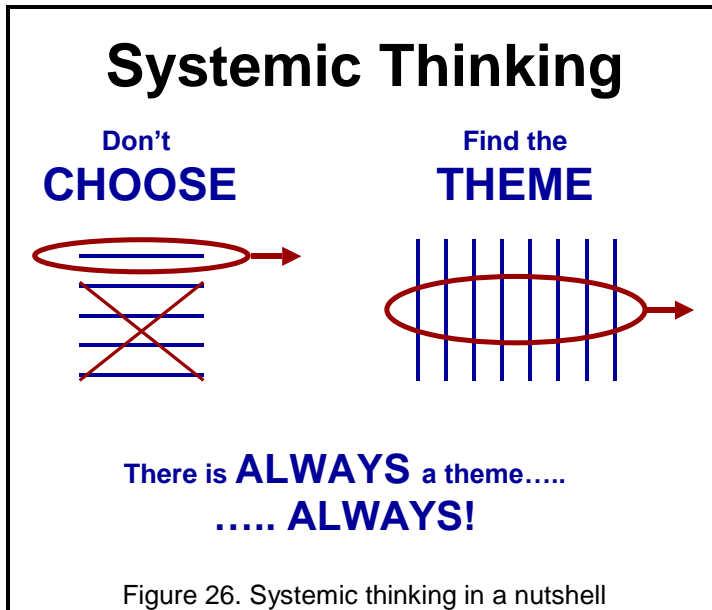 Systemic Thinking
Don’t
CHOOSE
Find the
THEME
There is ALWAYS a theme.....
..... ALWAYS!
Figure 26. Systemic thinking in a nutshell